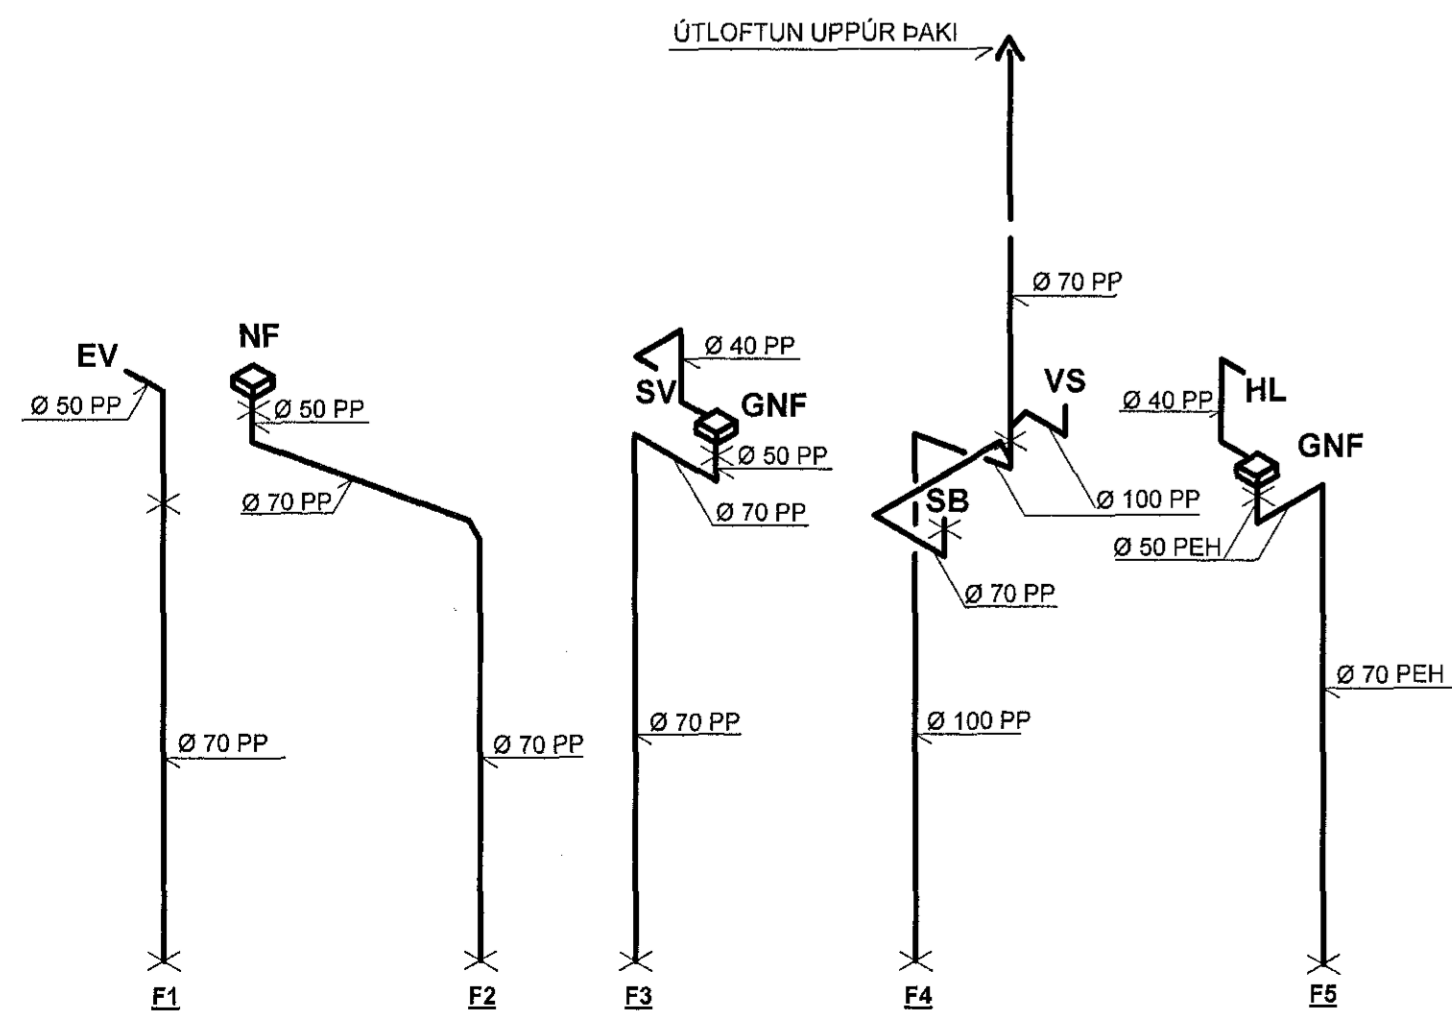 ÚTLOFTUN UPPÚR ÞAKI
Ø 70 PP
NF
EV
Ø 50 PP
Ø 50 PP
Ø 70 PP
Ø 40 PP
SV
GNF
Ø 50 PP
Ø 70 PP
VS
Ø 100 PP
SB
Ø 70 PP
HL
Ø 40 PP
GNF
Ø 50 PEH
Ø 70 PEH
Ø 70 PP
Ø 70 PP
Ø 70 PP
Ø 100 PP
F1
F2
F3
F4
F5